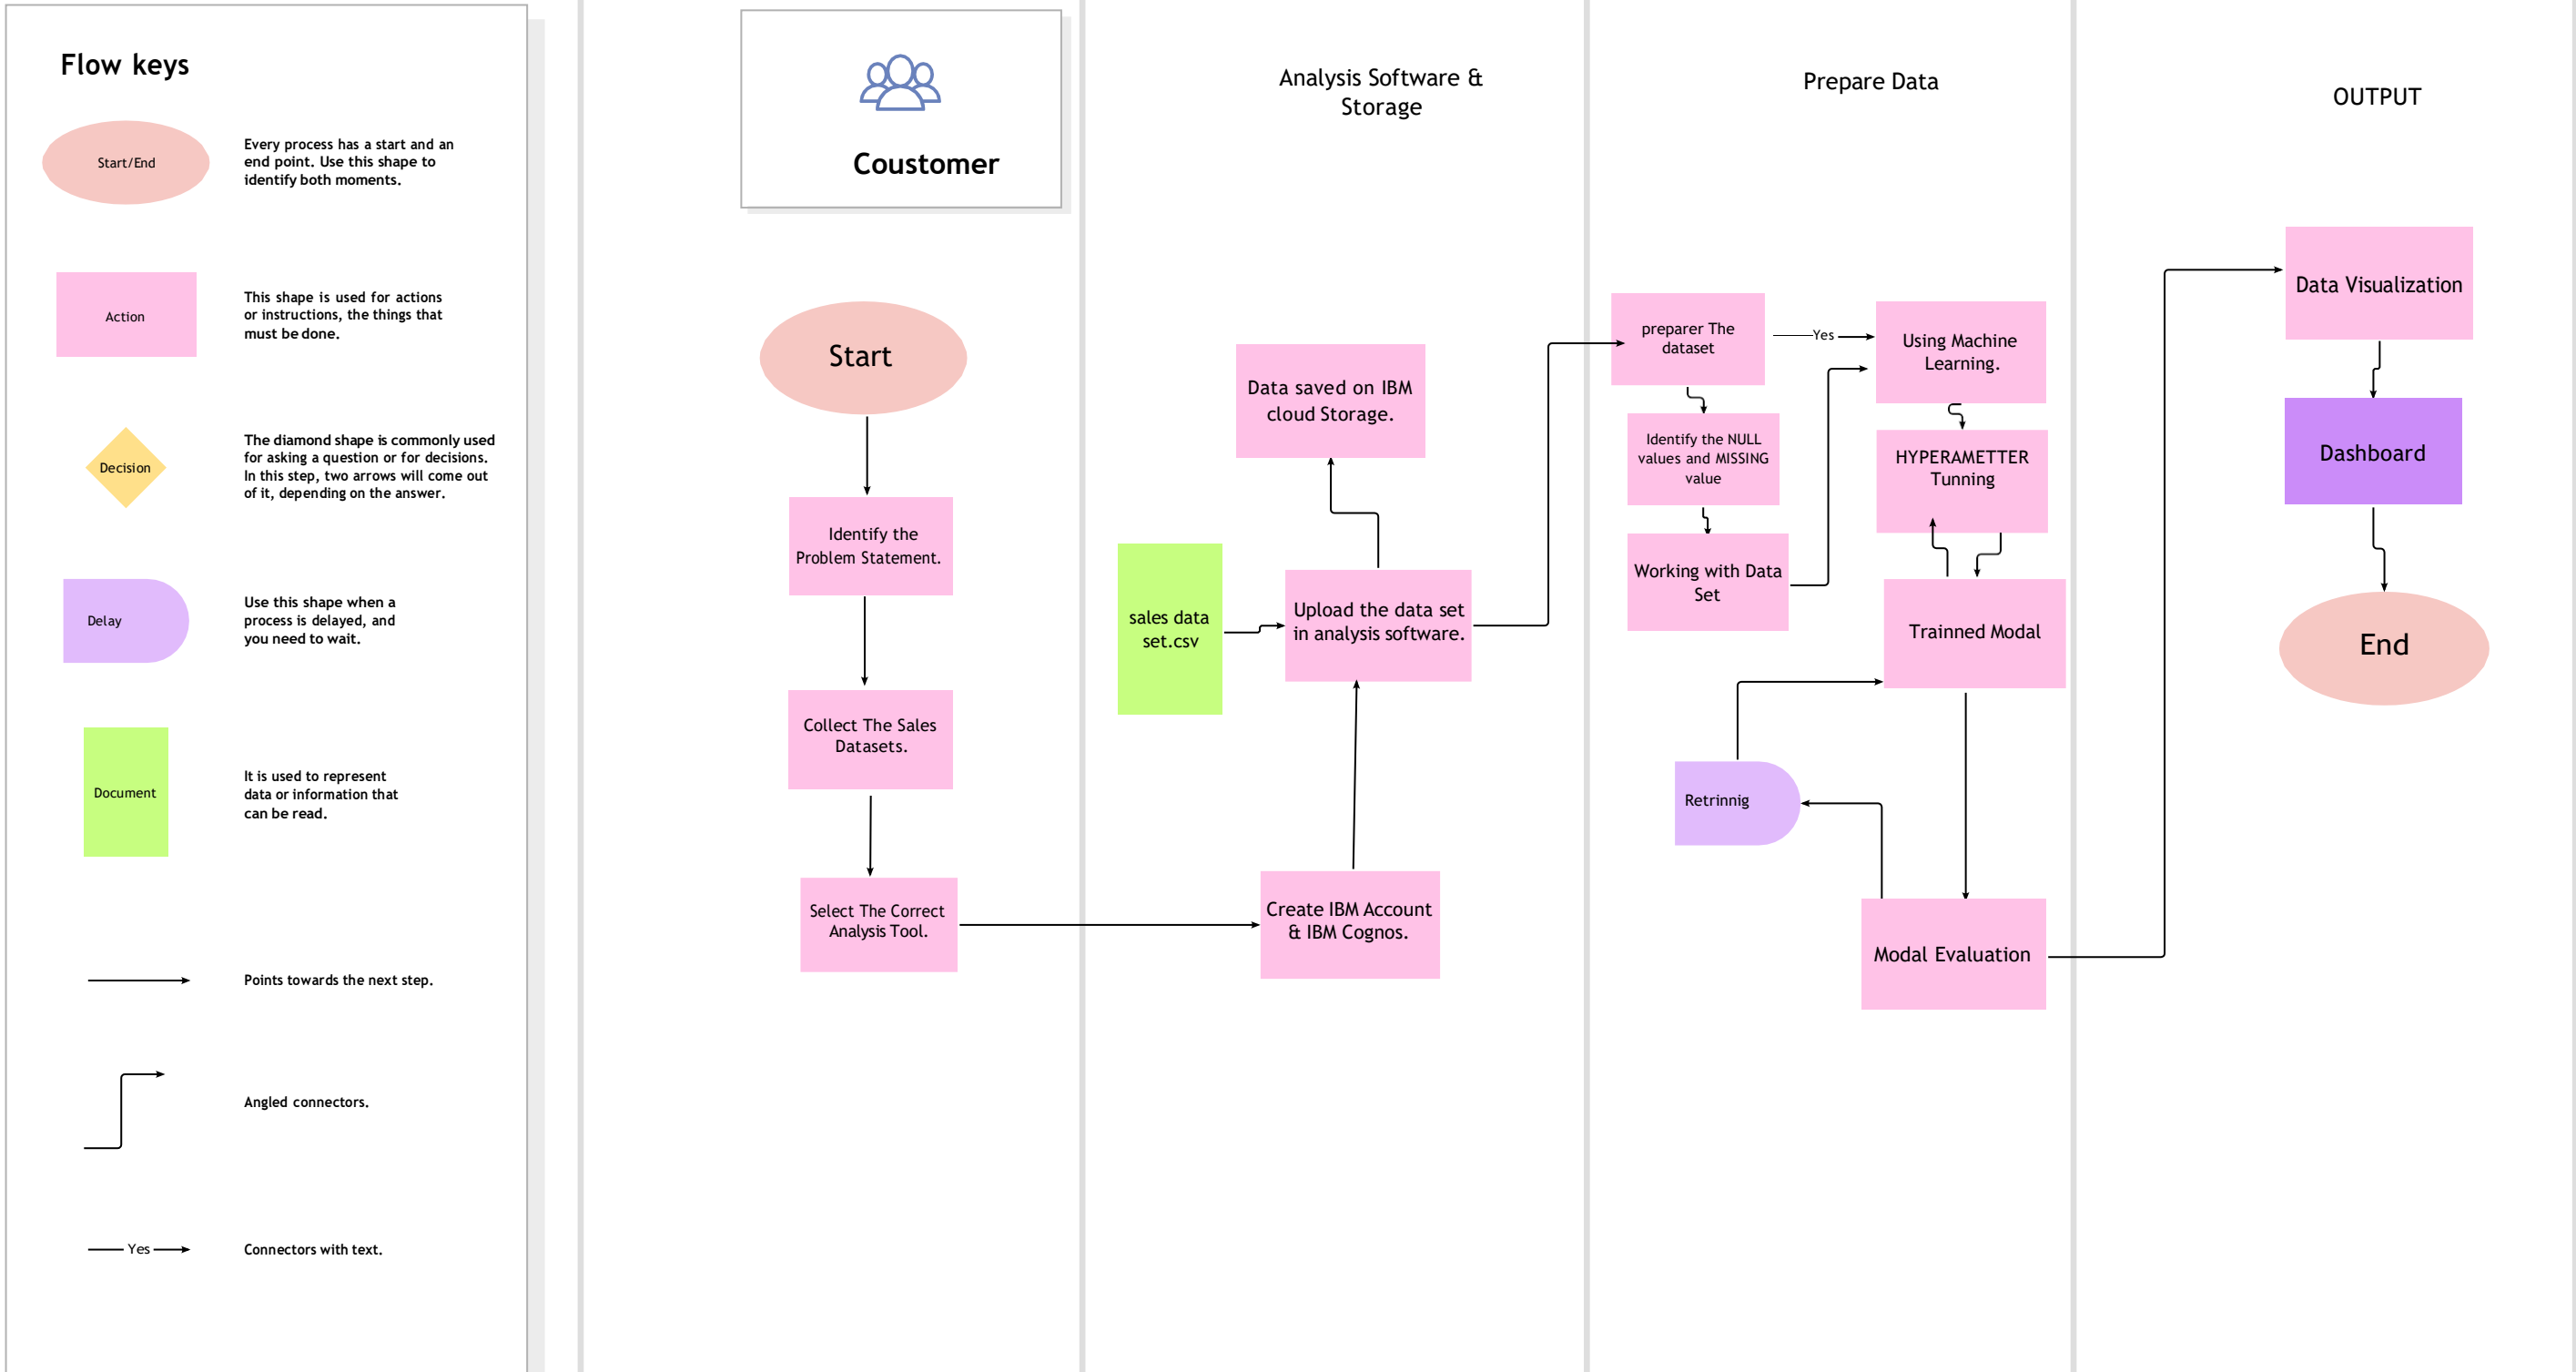 Flow keys
Start/End
Every process has a start and an
end point. Use this shape to
identify both moments.
Action
This shape is used for actions
or instructions, the things that
must be done.
Decision
The diamond shape is commonly used
for asking a question or for decisions.
In this step, two arrows will come out
of it, depending on the answer.
Delay
Use this shape when a
process is delayed, and
you need to wait.
Document
It is used to represent
data or information that
can be read.
Points towards the next step.
Angled connectors.
Yes
Connectors with text.
Coustomer
Start
Identify the
Problem Statement.
Collect The Sales
Datasets.
Select The Correct
Analysis Tool.
Analysis Software &
Storage
Data saved on IBM
cloud Storage.
sales data
set.csv
Upload the data set
in analysis software.
Create IBM Account
& IBM Cognos.
Prepare Data
preparer The
dataset
Yes
Using Machine
Learning.
Identify the NULL
values and MISSING
value
HYPERAMETTER
Tunning
Working with Data
Set
Trainned Modal
Retrinnig
Modal Evaluation
OUTPUT
Data Visualization
Dashboard
End